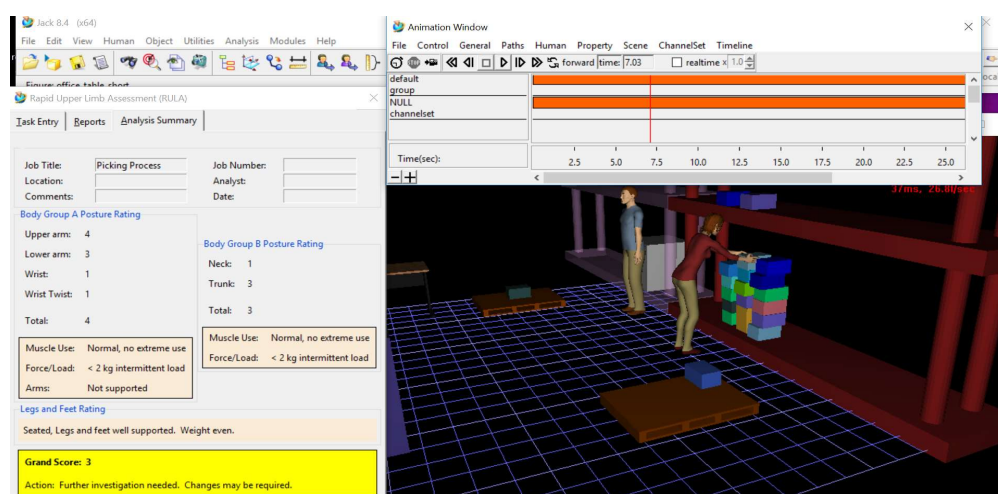 Jack 8.4 (x64)
File Edit View Human Object Utilities Analysis Modules Help
Figure: office_table_short
Rapid Upper Limb Assessment (RULA)
Task Entry Reports Analysis Summary
Job Title: Picking Process Job Number:
Location: Analyst:
Comments: Date:
Body Group A Posture Rating
Upper arm: 4
Lower arm: 3
Wrist: 1
Wrist Twist: 1
Total: 4
Muscle Use: Normal, no extreme use
Force/Load: < 2 kg intermittent load
Arms: Not supported
Body Group B Posture Rating
Neck: 1
Trunk: 3
Total: 3
Muscle Use: Normal, no extreme use
Force/Load: < 2 kg intermittent load
Legs and Feet Rating
Seated, Legs and feet well supported. Weight even.
Grand Score: 3
Action: Further investigation needed. Changes may be required.
Animation Window
File Control General Paths Human Property Scene ChannelSet Timeline
forward time: 7.03 realtime x 1.0
default
group
NULL
channelset
Time(sec):
2.5 5.0 7.5 10.0 12.5 15.0 17.5 20.0 22.5 25.0
37ms, 26.8f/sec